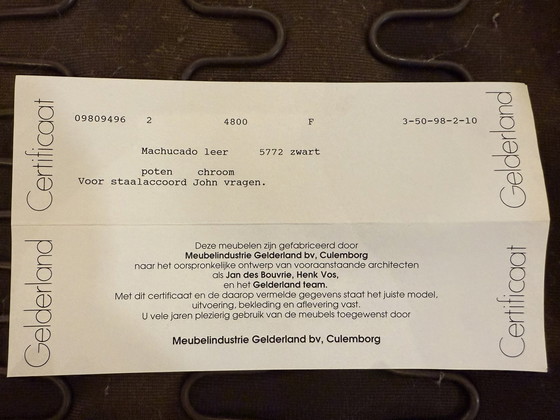 Certificaat
Gelderland
09809496 2 4800 F 3-50-98-2-10
Machucado leer 5772 zwart
poten chroom
Voor staalaccoord John vragen.
Gelderland
Certificaat
Deze meubelen zijn gefabriceerd door
Meubelindustrie Gelderland bv, Culemborg
naar het oorspronkelijke ontwerp van vooraanstaande architecten
als Jan des Bouvrie, Henk Vos,
en het Gelderland team.
Met dit certificaat en de daarop vermelde gegevens staat het juiste model,
uitvoering, bekleding en aflevering vast.
U vele jaren plezierig gebruik van de meubels toegewenst door
Meubelindustrie Gelderland bv, Culemborg